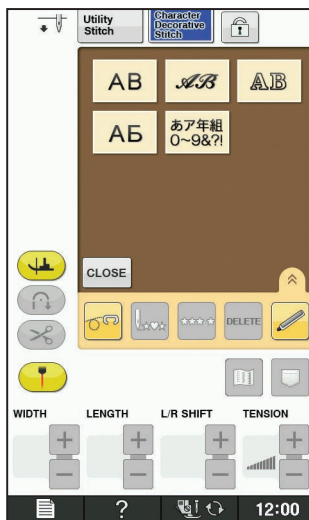 Utility
Stitch
Character
Decorative
Stitch
AB
AB
AB
АБ
あア年組
0~9&?!
CLOSE
DELETE
WIDTH
LENGTH
L/R SHIFT
TENSION
+
+
+
+
−
−
−
−
?
12:00